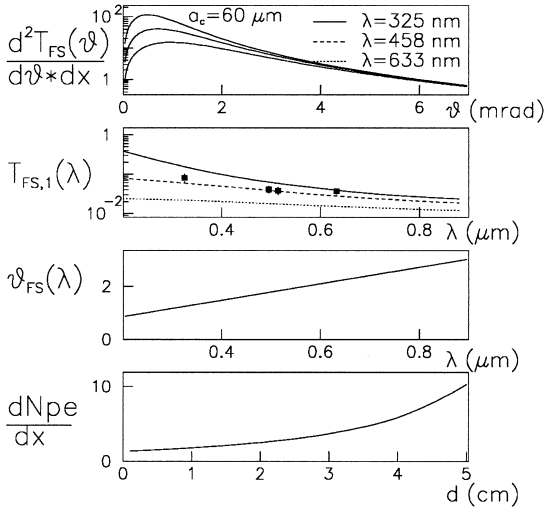 d²T_FS(ϑ)
dϑ*dx
10²
1
a_c=60 μm
λ=325 nm
λ=458 nm
λ=633 nm
0 2 4 6
ϑ (mrad)
T_FS,1(λ)
1
10⁻²
0.4 0.6 0.8
λ (μm)
ϑ_FS(λ)
2
0
0.4 0.6 0.8
λ (μm)
dNpe
dx
10
0
0 1 2 3 4 5
d (cm)